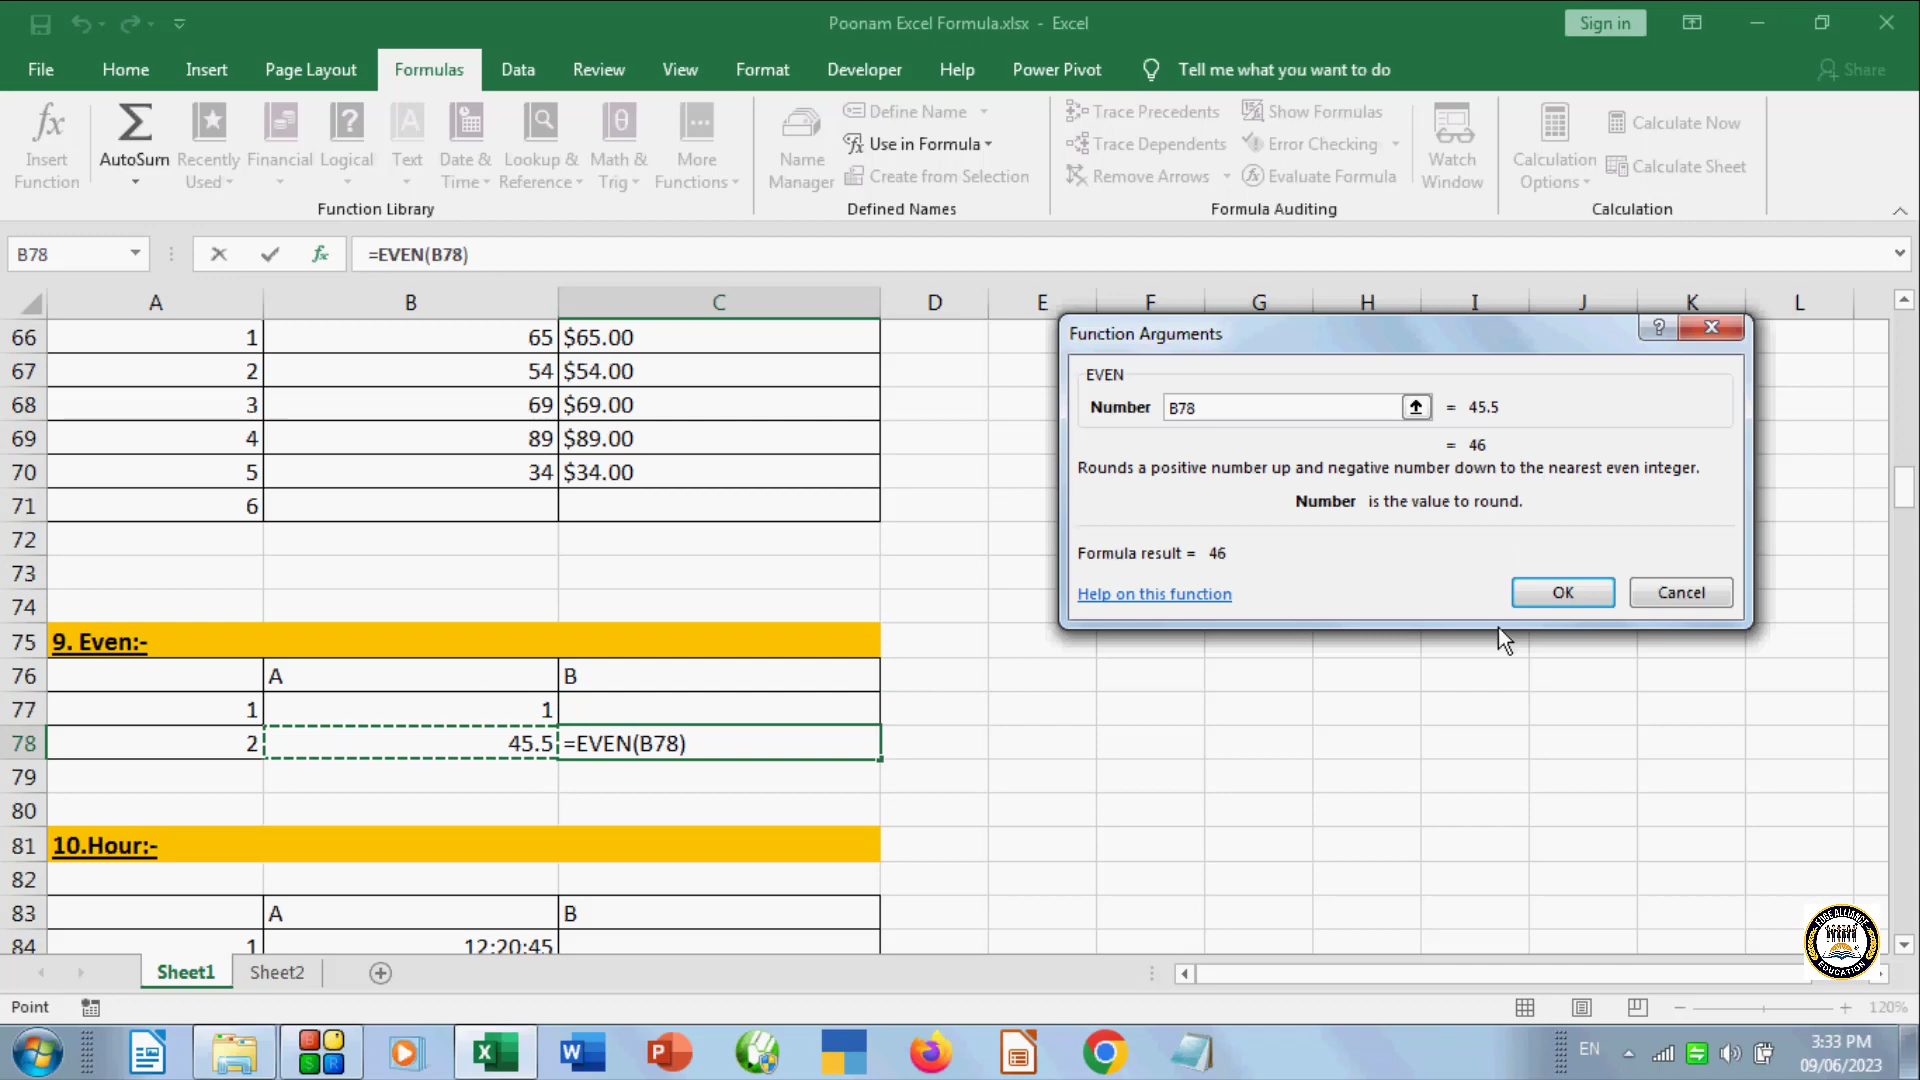 Poonam Excel Formula.xlsx - Excel
Sign in
File Home Insert Page Layout Formulas Data Review View Format Developer Help Power Pivot Tell me what you want to do Share
Insert Function
AutoSum
Recently Used
Financial
Logical
Text
Date & Time
Lookup & Reference
Math & Trig
More Functions
Function Library
Name Manager
Define Name
Use in Formula
Create from Selection
Defined Names
Trace Precedents
Trace Dependents
Remove Arrows
Show Formulas
Error Checking
Evaluate Formula
Watch Window
Formula Auditing
Calculation Options
Calculate Now
Calculate Sheet
Calculation
B78 fx =EVEN(B78)
A B C D E F G H I J K L
66 1 65 $65.00
67 2 54 $54.00
68 3 69 $69.00
69 4 89 $89.00
70 5 34 $34.00
71 6
72
73
74
75 9. Even:-
76 A B
77 1 1
78 2 45.5 =EVEN(B78)
79
80
81 10.Hour:-
82
83 A B
84 1 12:20:45
Function Arguments
EVEN
Number B78 = 45.5
= 46
Rounds a positive number up and negative number down to the nearest even integer.
Number is the value to round.
Formula result = 46
Help on this function
OK Cancel
EDGE ALLIANCE
EDUCATION
Sheet1 Sheet2
Point
120%
EN
3:33 PM
09/06/2023